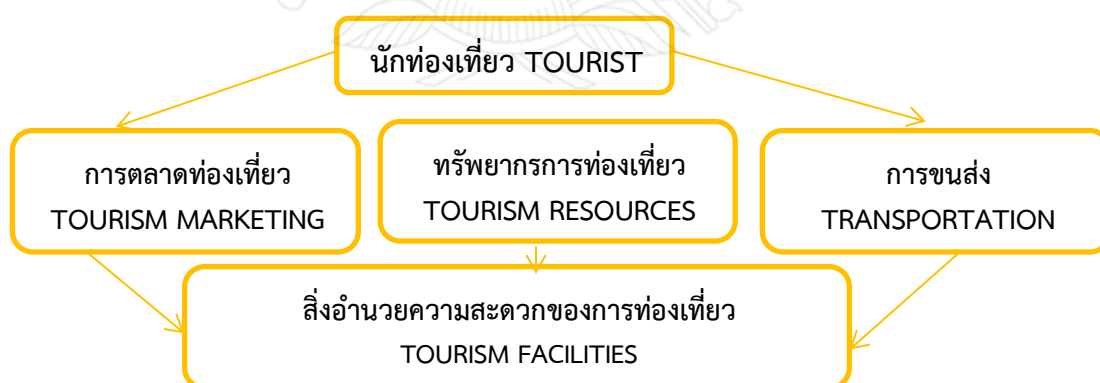 นักท่องเที่ยว TOURIST
การตลาดท่องเที่ยว
TOURISM MARKETING
ทรัพยากรการท่องเที่ยว
TOURISM RESOURCES
การขนส่ง
TRANSPORTATION
สิ่งอำนวยความสะดวกของการท่องเที่ยว
TOURISM FACILITIES